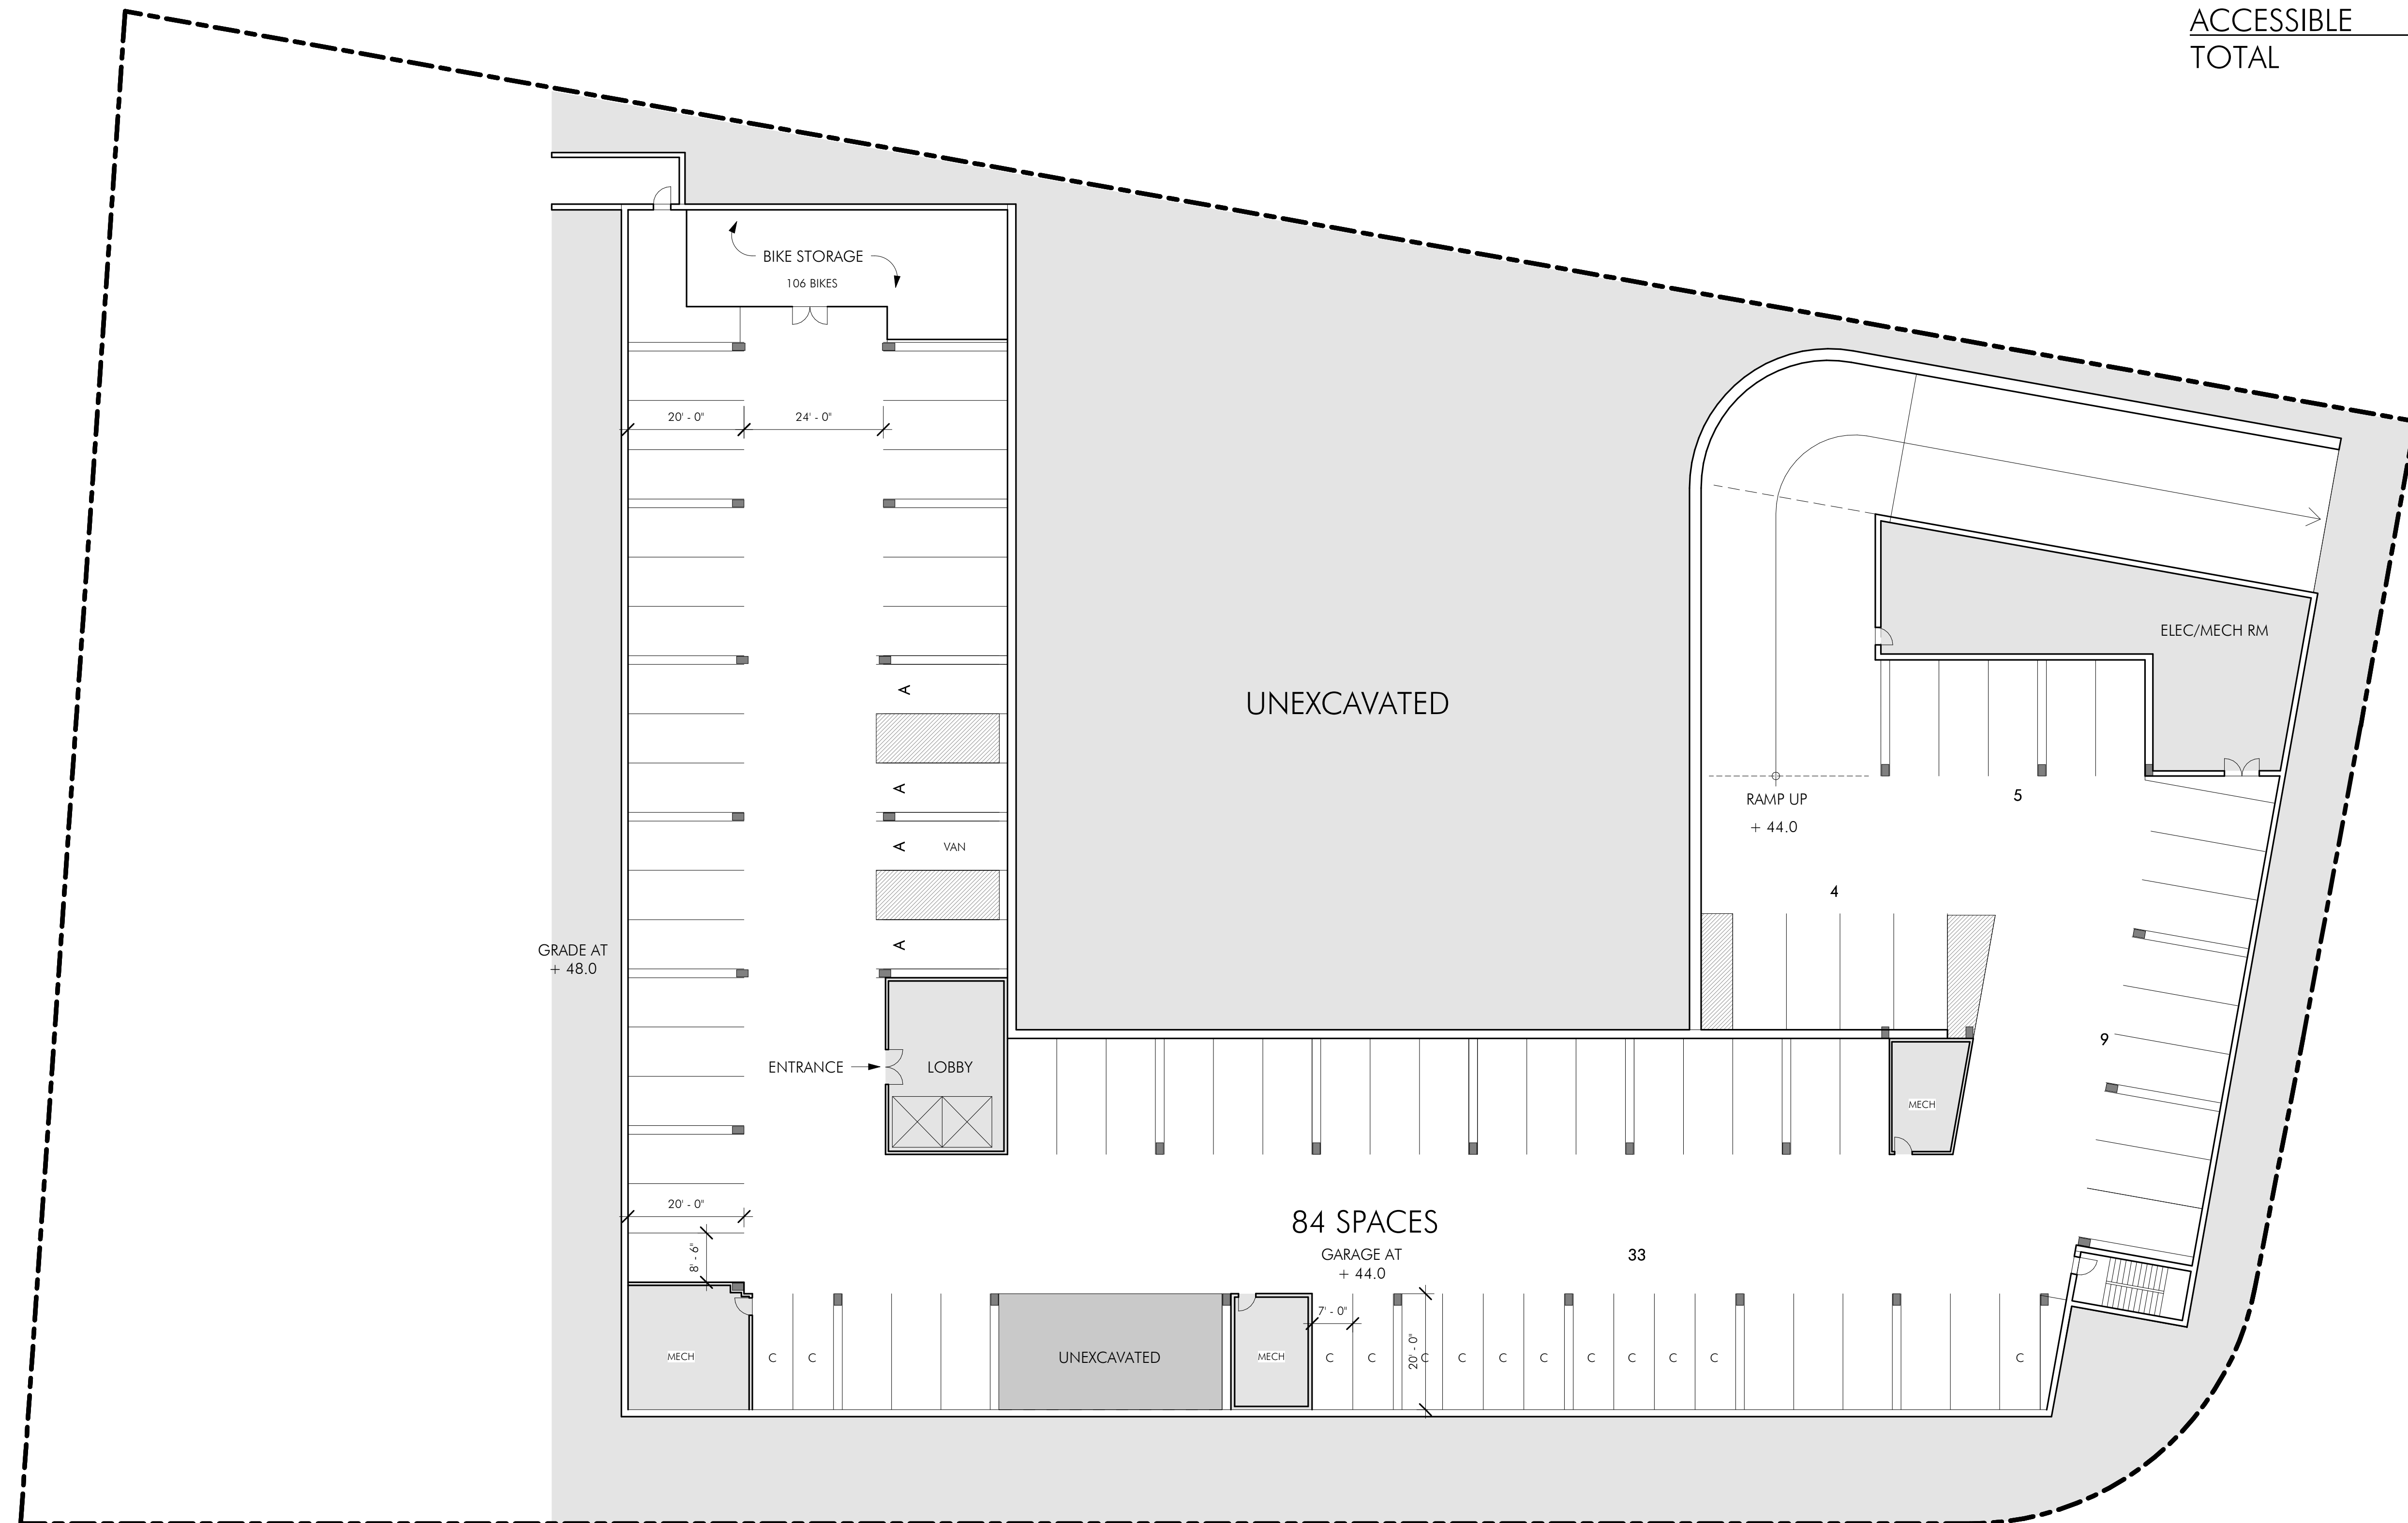 ACCESSIBLE
TOTAL
BIKE STORAGE
106 BIKES
20' - 0"
24' - 0"
ELEC/MECH RM
A
UNEXCAVATED
A
RAMP UP
+ 44.0
5
A
VAN
4
A
GRADE AT
+ 48.0
9
ENTRANCE
LOBBY
MECH
20' - 0"
84 SPACES
8' - 6"
GARAGE AT
+ 44.0
33
7' - 0"
20' - 0"
MECH
C
C
UNEXCAVATED
MECH
C
C
C
C
C
C
C
C
C
C
C